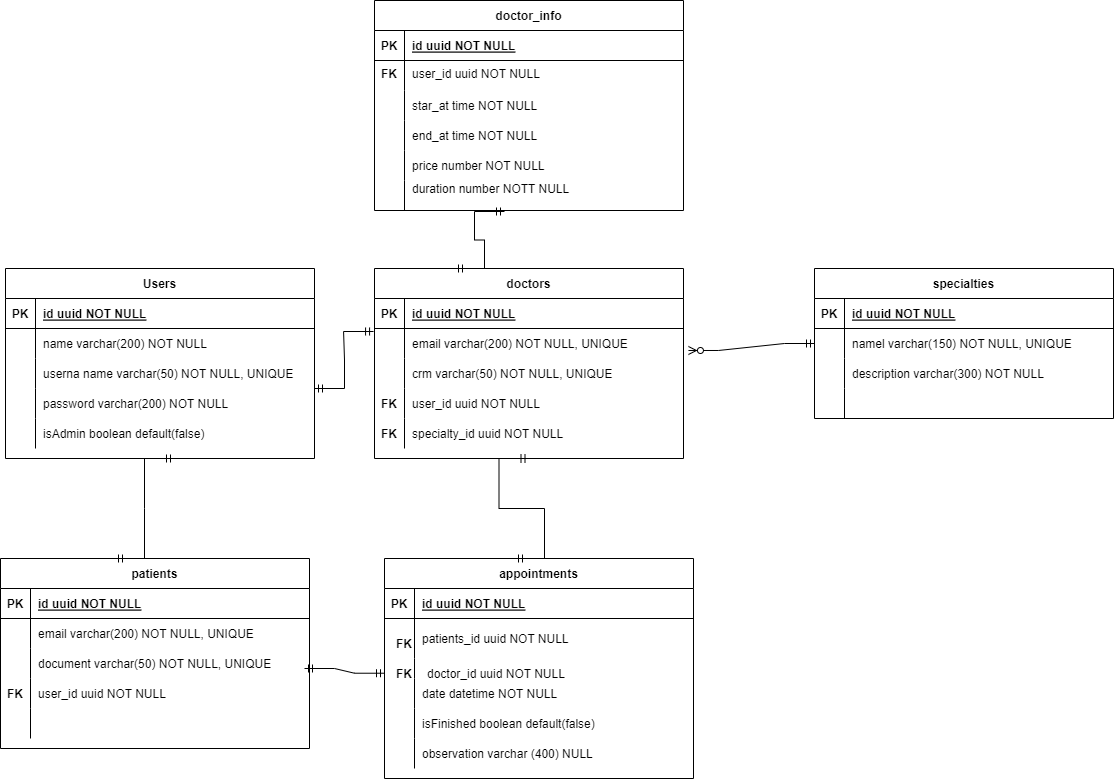 doctor_info
PK id uuid NOT NULL
FK user_id uuid NOT NULL
star_at time NOT NULL
end_at time NOT NULL
price number NOT NULL
duration number NOTT NULL
Users
PK id uuid NOT NULL
name varchar(200) NOT NULL
userna name varchar(50) NOT NULL, UNIQUE
password varchar(200) NOT NULL
isAdmin boolean default(false)
doctors
PK id uuid NOT NULL
email varchar(200) NOT NULL, UNIQUE
crm varchar(50) NOT NULL, UNIQUE
FK user_id uuid NOT NULL
FK specialty_id uuid NOT NULL
specialties
PK id uuid NOT NULL
namel varchar(150) NOT NULL, UNIQUE
description varchar(300) NOT NULL
patients
PK id uuid NOT NULL
email varchar(200) NOT NULL, UNIQUE
document varchar(50) NOT NULL, UNIQUE
FK user_id uuid NOT NULL
appointments
PK id uuid NOT NULL
FK patients_id uuid NOT NULL
FK doctor_id uuid NOT NULL
date datetime NOT NULL
isFinished boolean default(false)
observation varchar (400) NULL